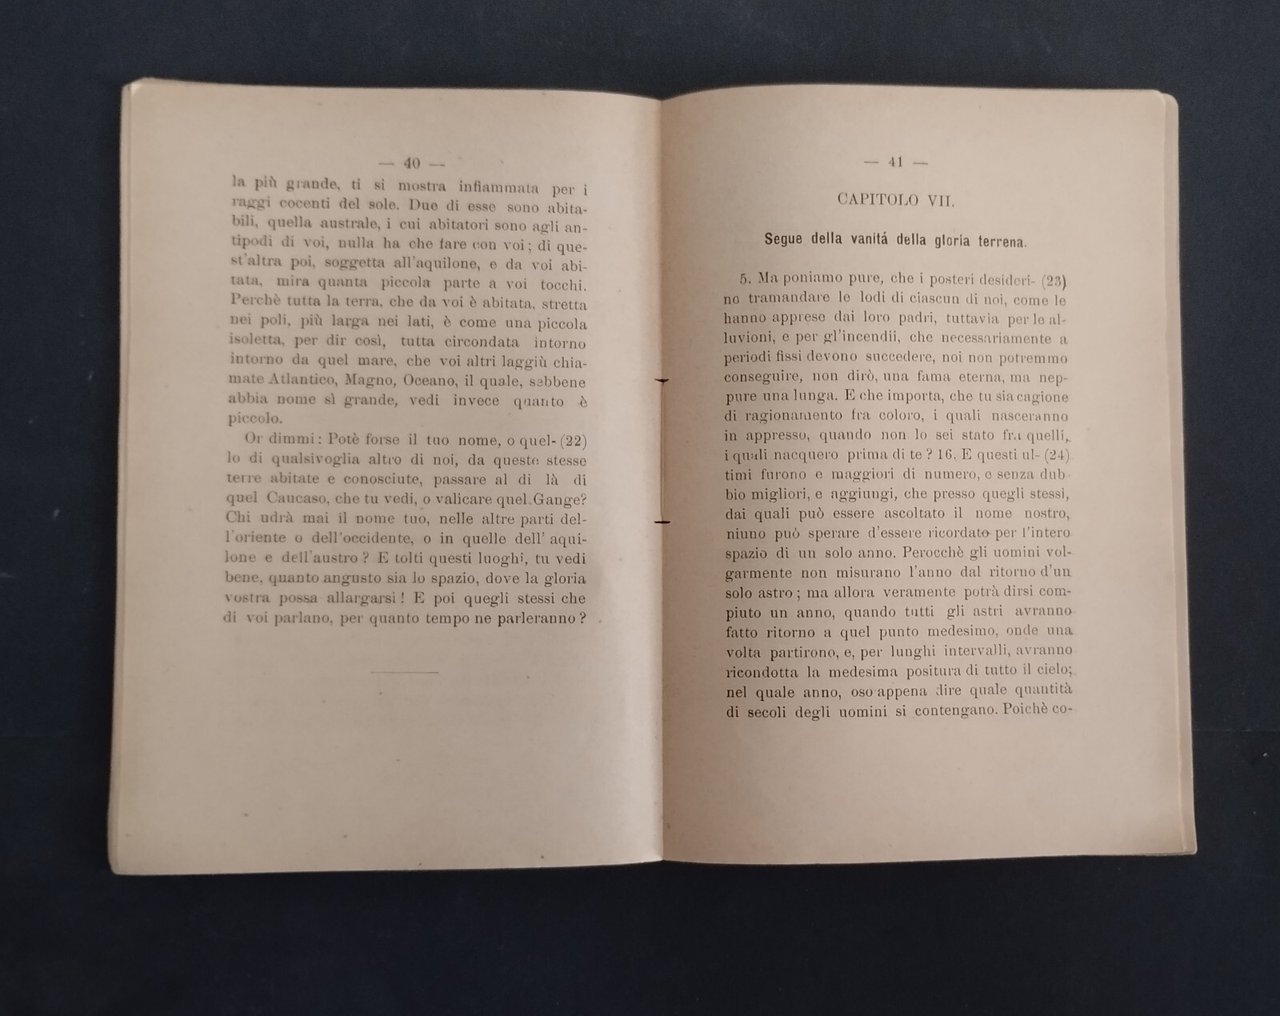 — 40 —
la più grande, ti si mostra infiammata per i
raggi cocenti del sole. Due di esse sono abita-
bili, quella australe, i cui abitatori sono agli an-
tipodi di voi, nulla ha che fare con voi; di que-
st'altra poi, soggetta all'aquilone, e da voi abi-
tata, mira quanta piccola parte a voi tocchi.
Perchè tutta la terra, che da voi è abitata, stretta
nei poli, più larga nei lati, è come una piccola
isoletta, per dir così, tutta circondata intorno
intorno da quel mare, che voi altri laggiù chia-
mate Atlantico, Magno, Oceano, il quale, sebbene
abbia nome sì grande, vedi invece quanto è
piccolo.
Or dimmi: Potè forse il tuo nome, o quel- (22)
lo di qualsivoglia altro di noi, da queste stesse
terre abitate e conosciute, passare al di là di
quel Caucaso, che tu vedi, o valicare quel Gange?
Chi udrà mai il nome tuo, nelle altre parti del-
l'oriente o dell'occidente, o in quelle dell' aqui-
lone e dell'austro? E tolti questi luoghi, tu vedi
bene, quanto angusto sia lo spazio, dove la gloria
vostra possa allargarsi! E poi quegli stessi che
di voi parlano, per quanto tempo ne parleranno?
— 41 —
CAPITOLO VII.
Segue della vanitá della gloria terrena.
5. Ma poniamo pure, che i posteri desideri- (23)
no tramandare le lodi di ciascun di noi, come le
hanno apprese dai loro padri, tuttavia per le al-
luvioni, e per gl'incendii, che necessariamente a
periodi fissi devono succedere, noi non potremmo
conseguire, non dirò, una fama eterna, ma nep-
pure una lunga. E che importa, che tu sia cagione
di ragionamento fra coloro, i quali nasceranno
in appresso, quando non lo sei stato fra quelli,
i quali nacquero prima di te? 16. E questi ul- (24)
timi furono e maggiori di numero, e senza dub-
bio migliori, e aggiungi, che presso quegli stessi,
dai quali può essere ascoltato il nome nostro,
niuno può sperare d'essere ricordato per l'intero
spazio di un solo anno. Perocchè gli uomini vol-
garmente non misurano l'anno dal ritorno d'un
solo astro; ma allora veramente potrà dirsi com-
piuto un anno, quando tutti gli astri avranno
fatto ritorno a quel punto medesimo, onde una
volta partirono, e, per lunghi intervalli, avranno
ricondotta la medesima positura di tutto il cielo;
nel quale anno, oso appena dire quale quantità
di secoli degli uomini si contengano. Poichè co-